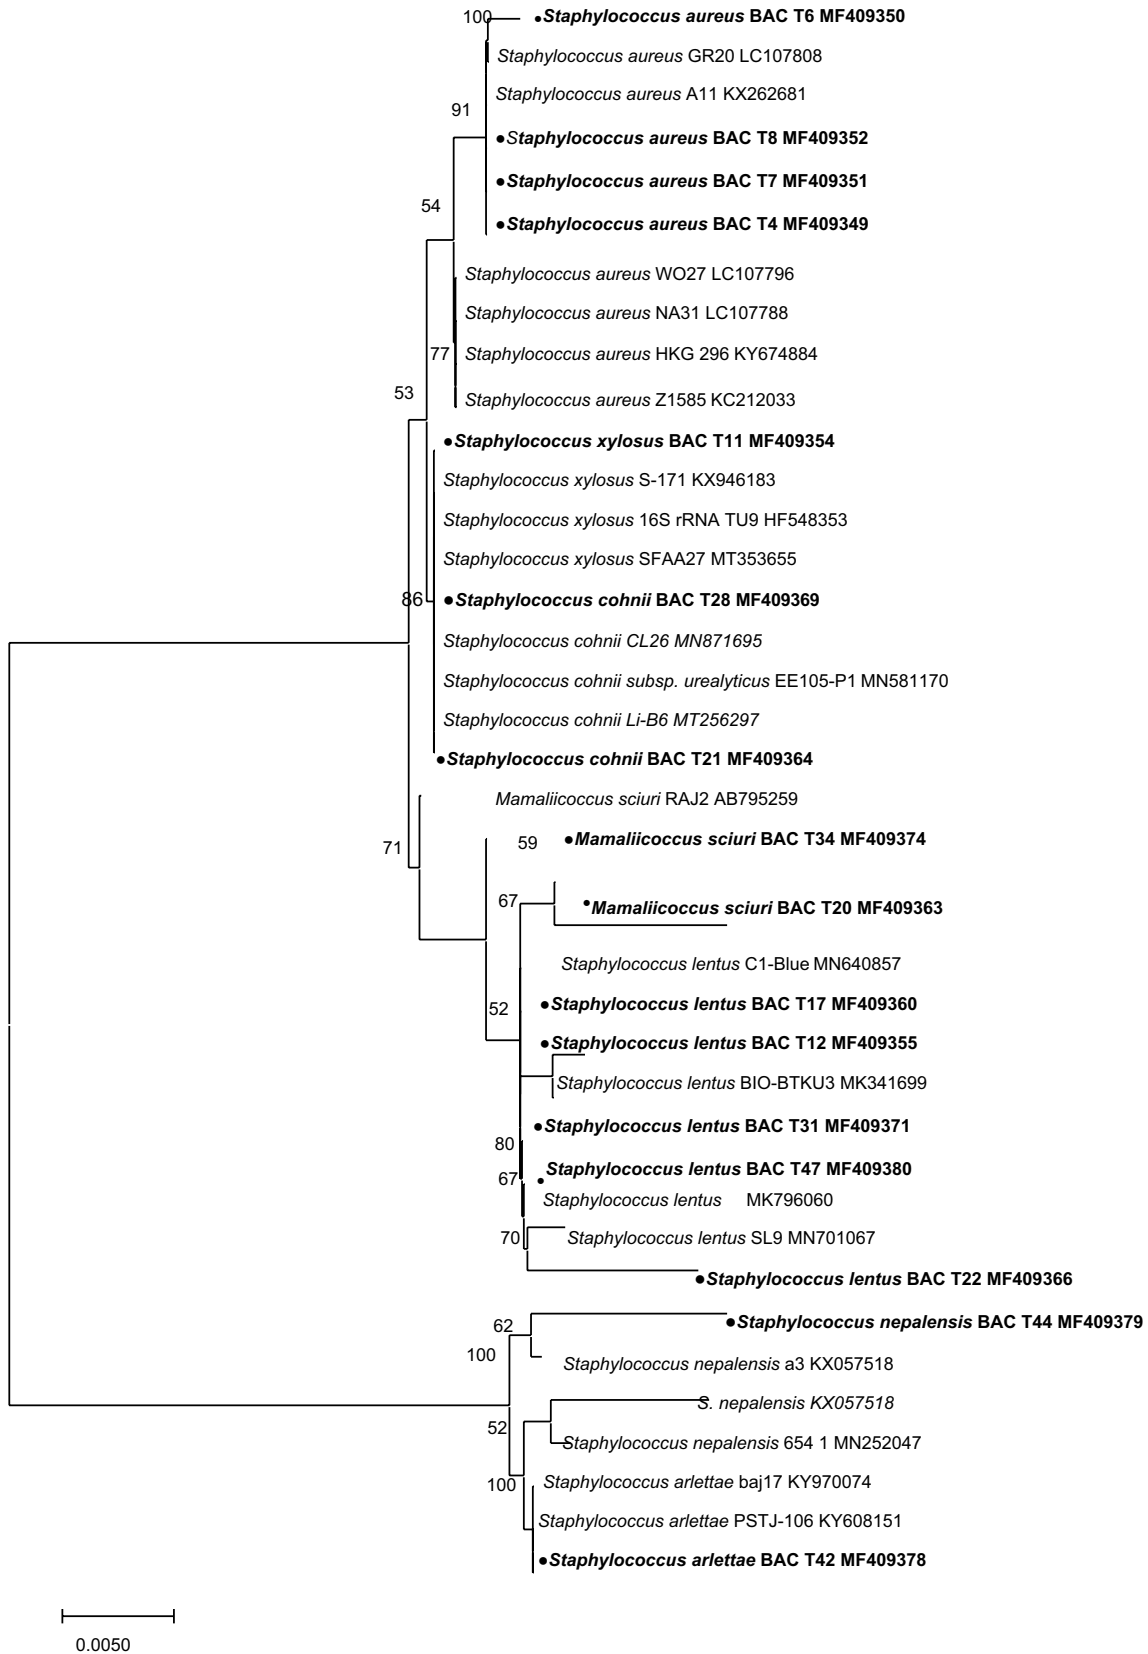 100 •Staphylococcus aureus BAC T6 MF409350
Staphylococcus aureus GR20 LC107808
Staphylococcus aureus A11 KX262681
91
•Staphylococcus aureus BAC T8 MF409352
•Staphylococcus aureus BAC T7 MF409351
54
•Staphylococcus aureus BAC T4 MF409349
Staphylococcus aureus WO27 LC107796
Staphylococcus aureus NA31 LC107788
77 Staphylococcus aureus HKG 296 KY674884
53
Staphylococcus aureus Z1585 KC212033
•Staphylococcus xylosus BAC T11 MF409354
Staphylococcus xylosus S-171 KX946183
Staphylococcus xylosus 16S rRNA TU9 HF548353
Staphylococcus xylosus SFAA27 MT353655
86 •Staphylococcus cohnii BAC T28 MF409369
Staphylococcus cohnii CL26 MN871695
Staphylococcus cohnii subsp. urealyticus EE105-P1 MN581170
Staphylococcus cohnii Li-B6 MT256297
•Staphylococcus cohnii BAC T21 MF409364
Mamaliicoccus sciuri RAJ2 AB795259
71 59 •Mamaliicoccus sciuri BAC T34 MF409374
67 •Mamaliicoccus sciuri BAC T20 MF409363
Staphylococcus lentus C1-Blue MN640857
52 •Staphylococcus lentus BAC T17 MF409360
•Staphylococcus lentus BAC T12 MF409355
Staphylococcus lentus BIO-BTKU3 MK341699
•Staphylococcus lentus BAC T31 MF409371
80
67 •Staphylococcus lentus BAC T47 MF409380
Staphylococcus lentus MK796060
70 Staphylococcus lentus SL9 MN701067
•Staphylococcus lentus BAC T22 MF409366
62 •Staphylococcus nepalensis BAC T44 MF409379
100 Staphylococcus nepalensis a3 KX057518
S. nepalensis KX057518
52 Staphylococcus nepalensis 654 1 MN252047
100 Staphylococcus arlettae baj17 KY970074
Staphylococcus arlettae PSTJ-106 KY608151
•Staphylococcus arlettae BAC T42 MF409378
0.0050